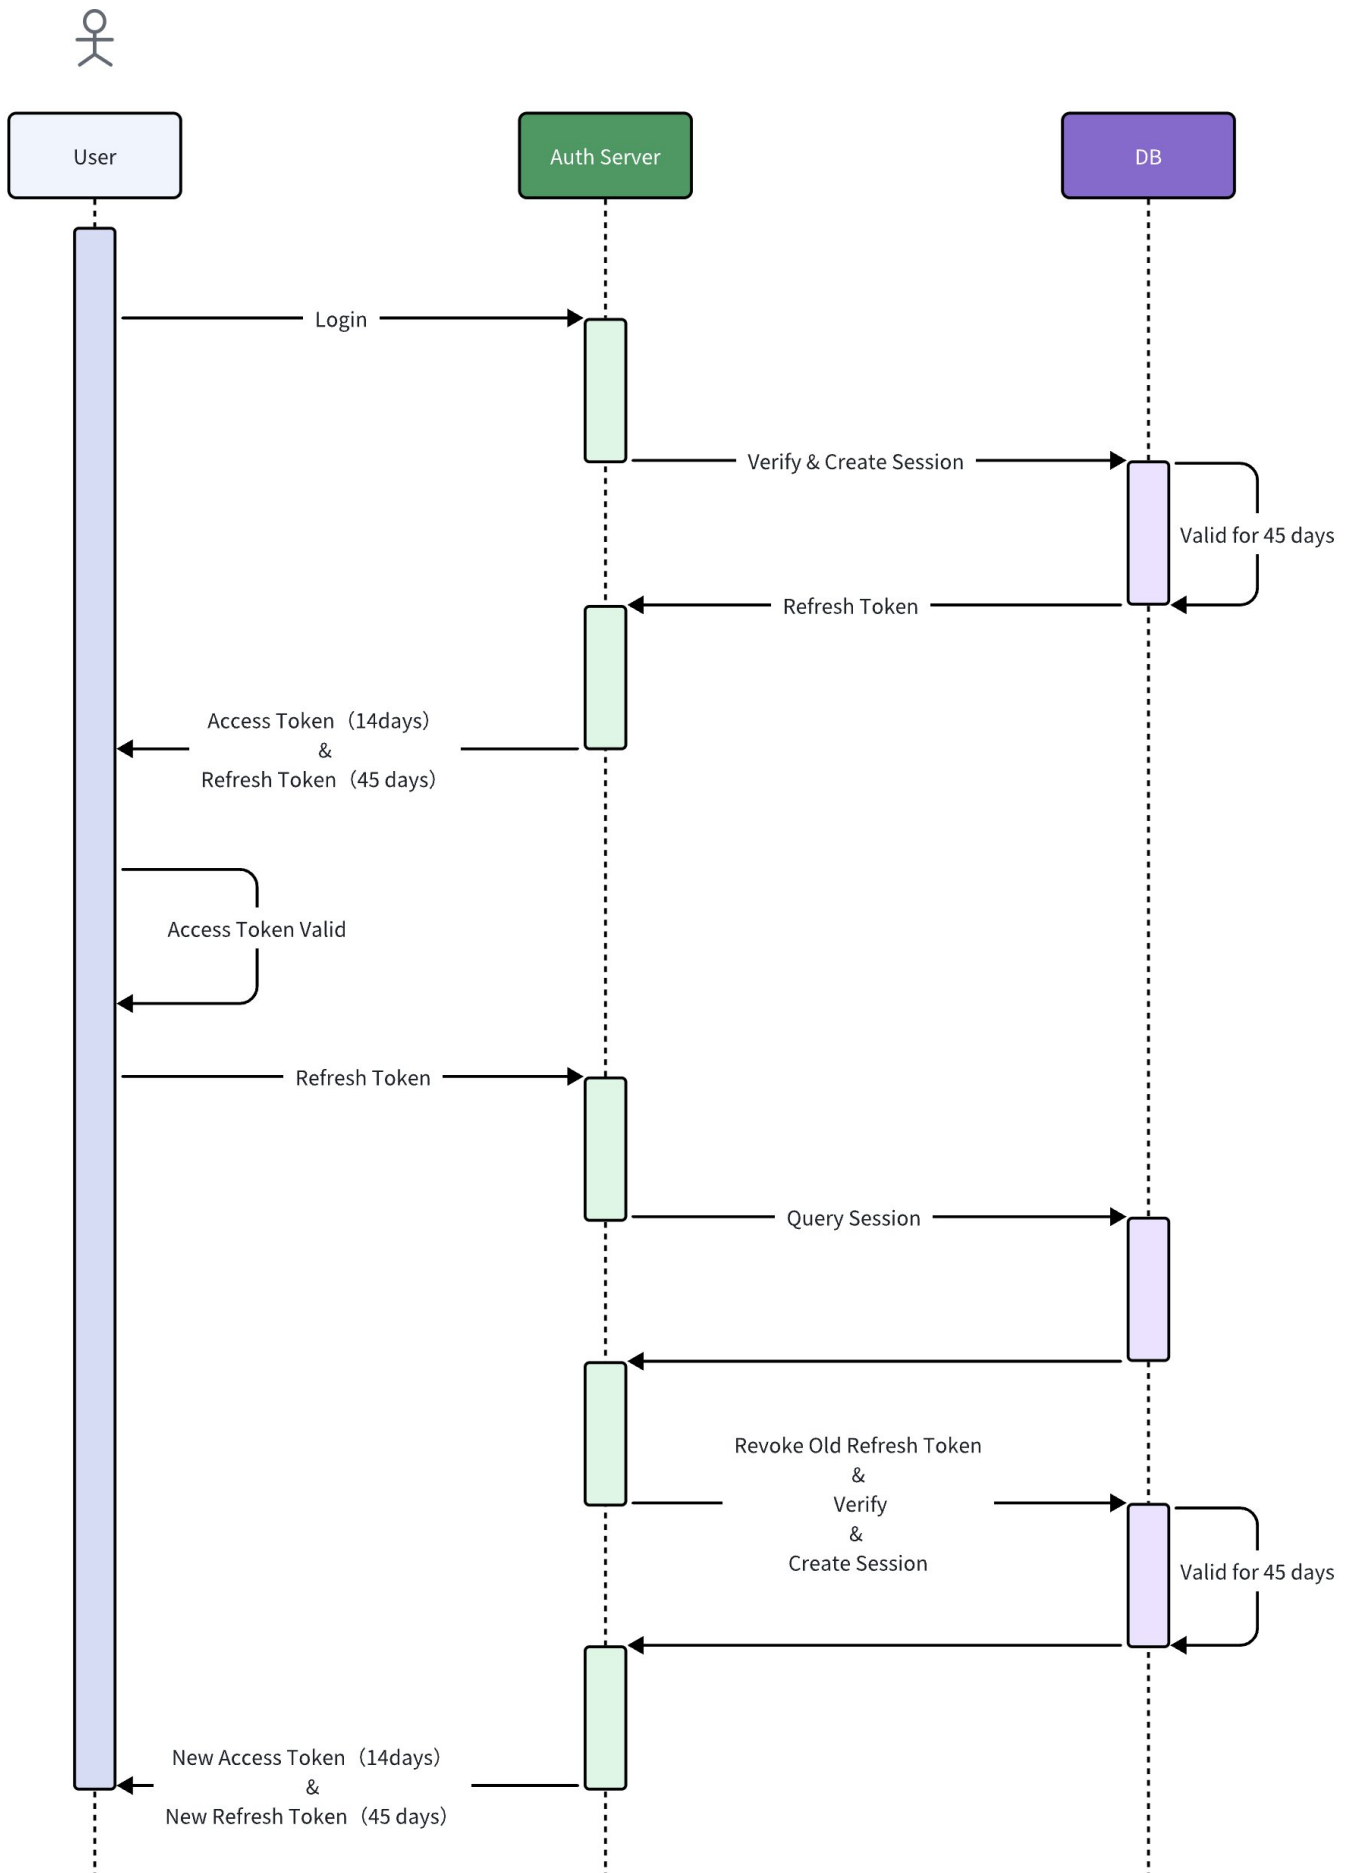 User
Auth Server
DB
Login
Verify & Create Session
Valid for 45 days
Refresh Token
Access Token（14days）
&
Refresh Token（45 days）
Access Token Valid
Refresh Token
Query Session
Revoke Old Refresh Token
&
Verify
&
Create Session
Valid for 45 days
New Access Token（14days）
&
New Refresh Token（45 days）